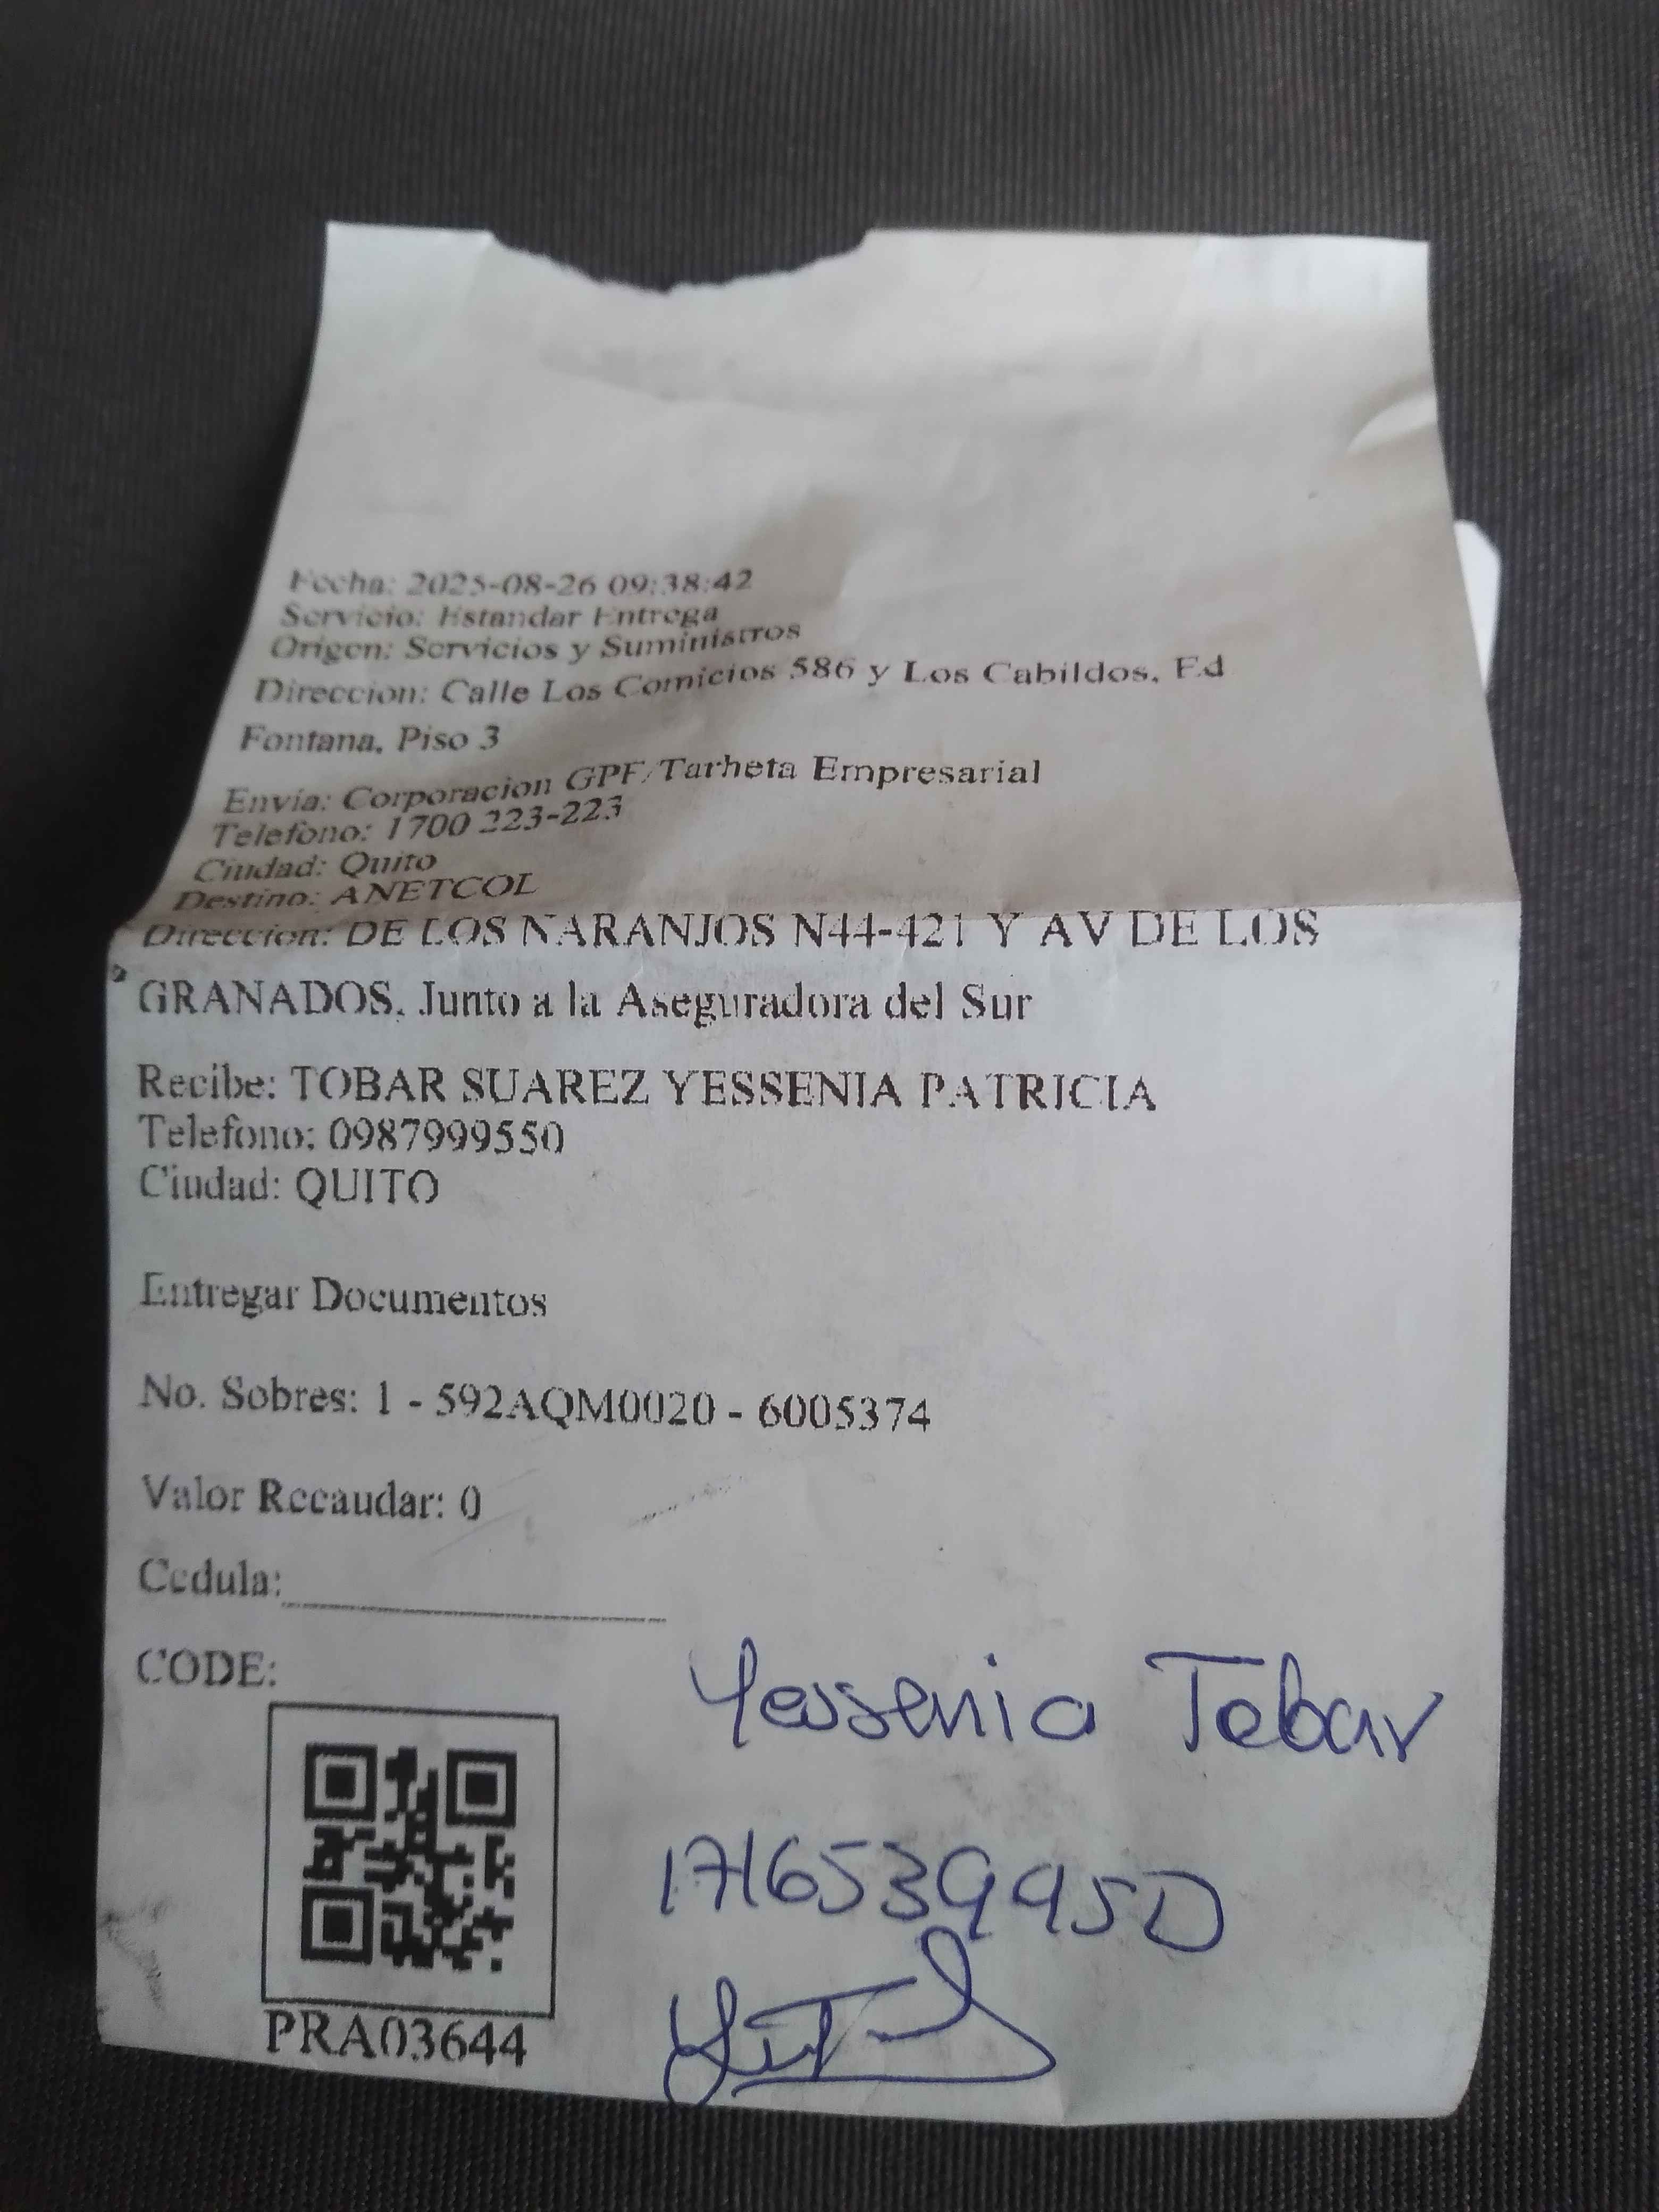 Fecha: 2025-08-26 09:38:42
Servicio: Estandar Entrega
Origen: Servicios y Suministros
Direccion: Calle Los Comicios 586 y Los Cabildos, Ed
Fontana, Piso 3
Envia: Corporacion GPF/Tarheta Empresarial
Telefono: 1700 223-223
Ciudad: Quito
Destino: ANETCOL
Direccion: DE LOS NARANJOS N44-421 Y AV DE LOS
GRANADOS, Junto a la Aseguradora del Sur
Recibe: TOBAR SUAREZ YESSENIA PATRICIA
Telefono: 0987999550
Ciudad: QUITO
Entregar Documentos
No. Sobres: 1 - 592AQM0020 - 6005374
Valor Recaudar: 0
Cedula:
CODE:
Yessenia Tobar
1716539950
PRA03644